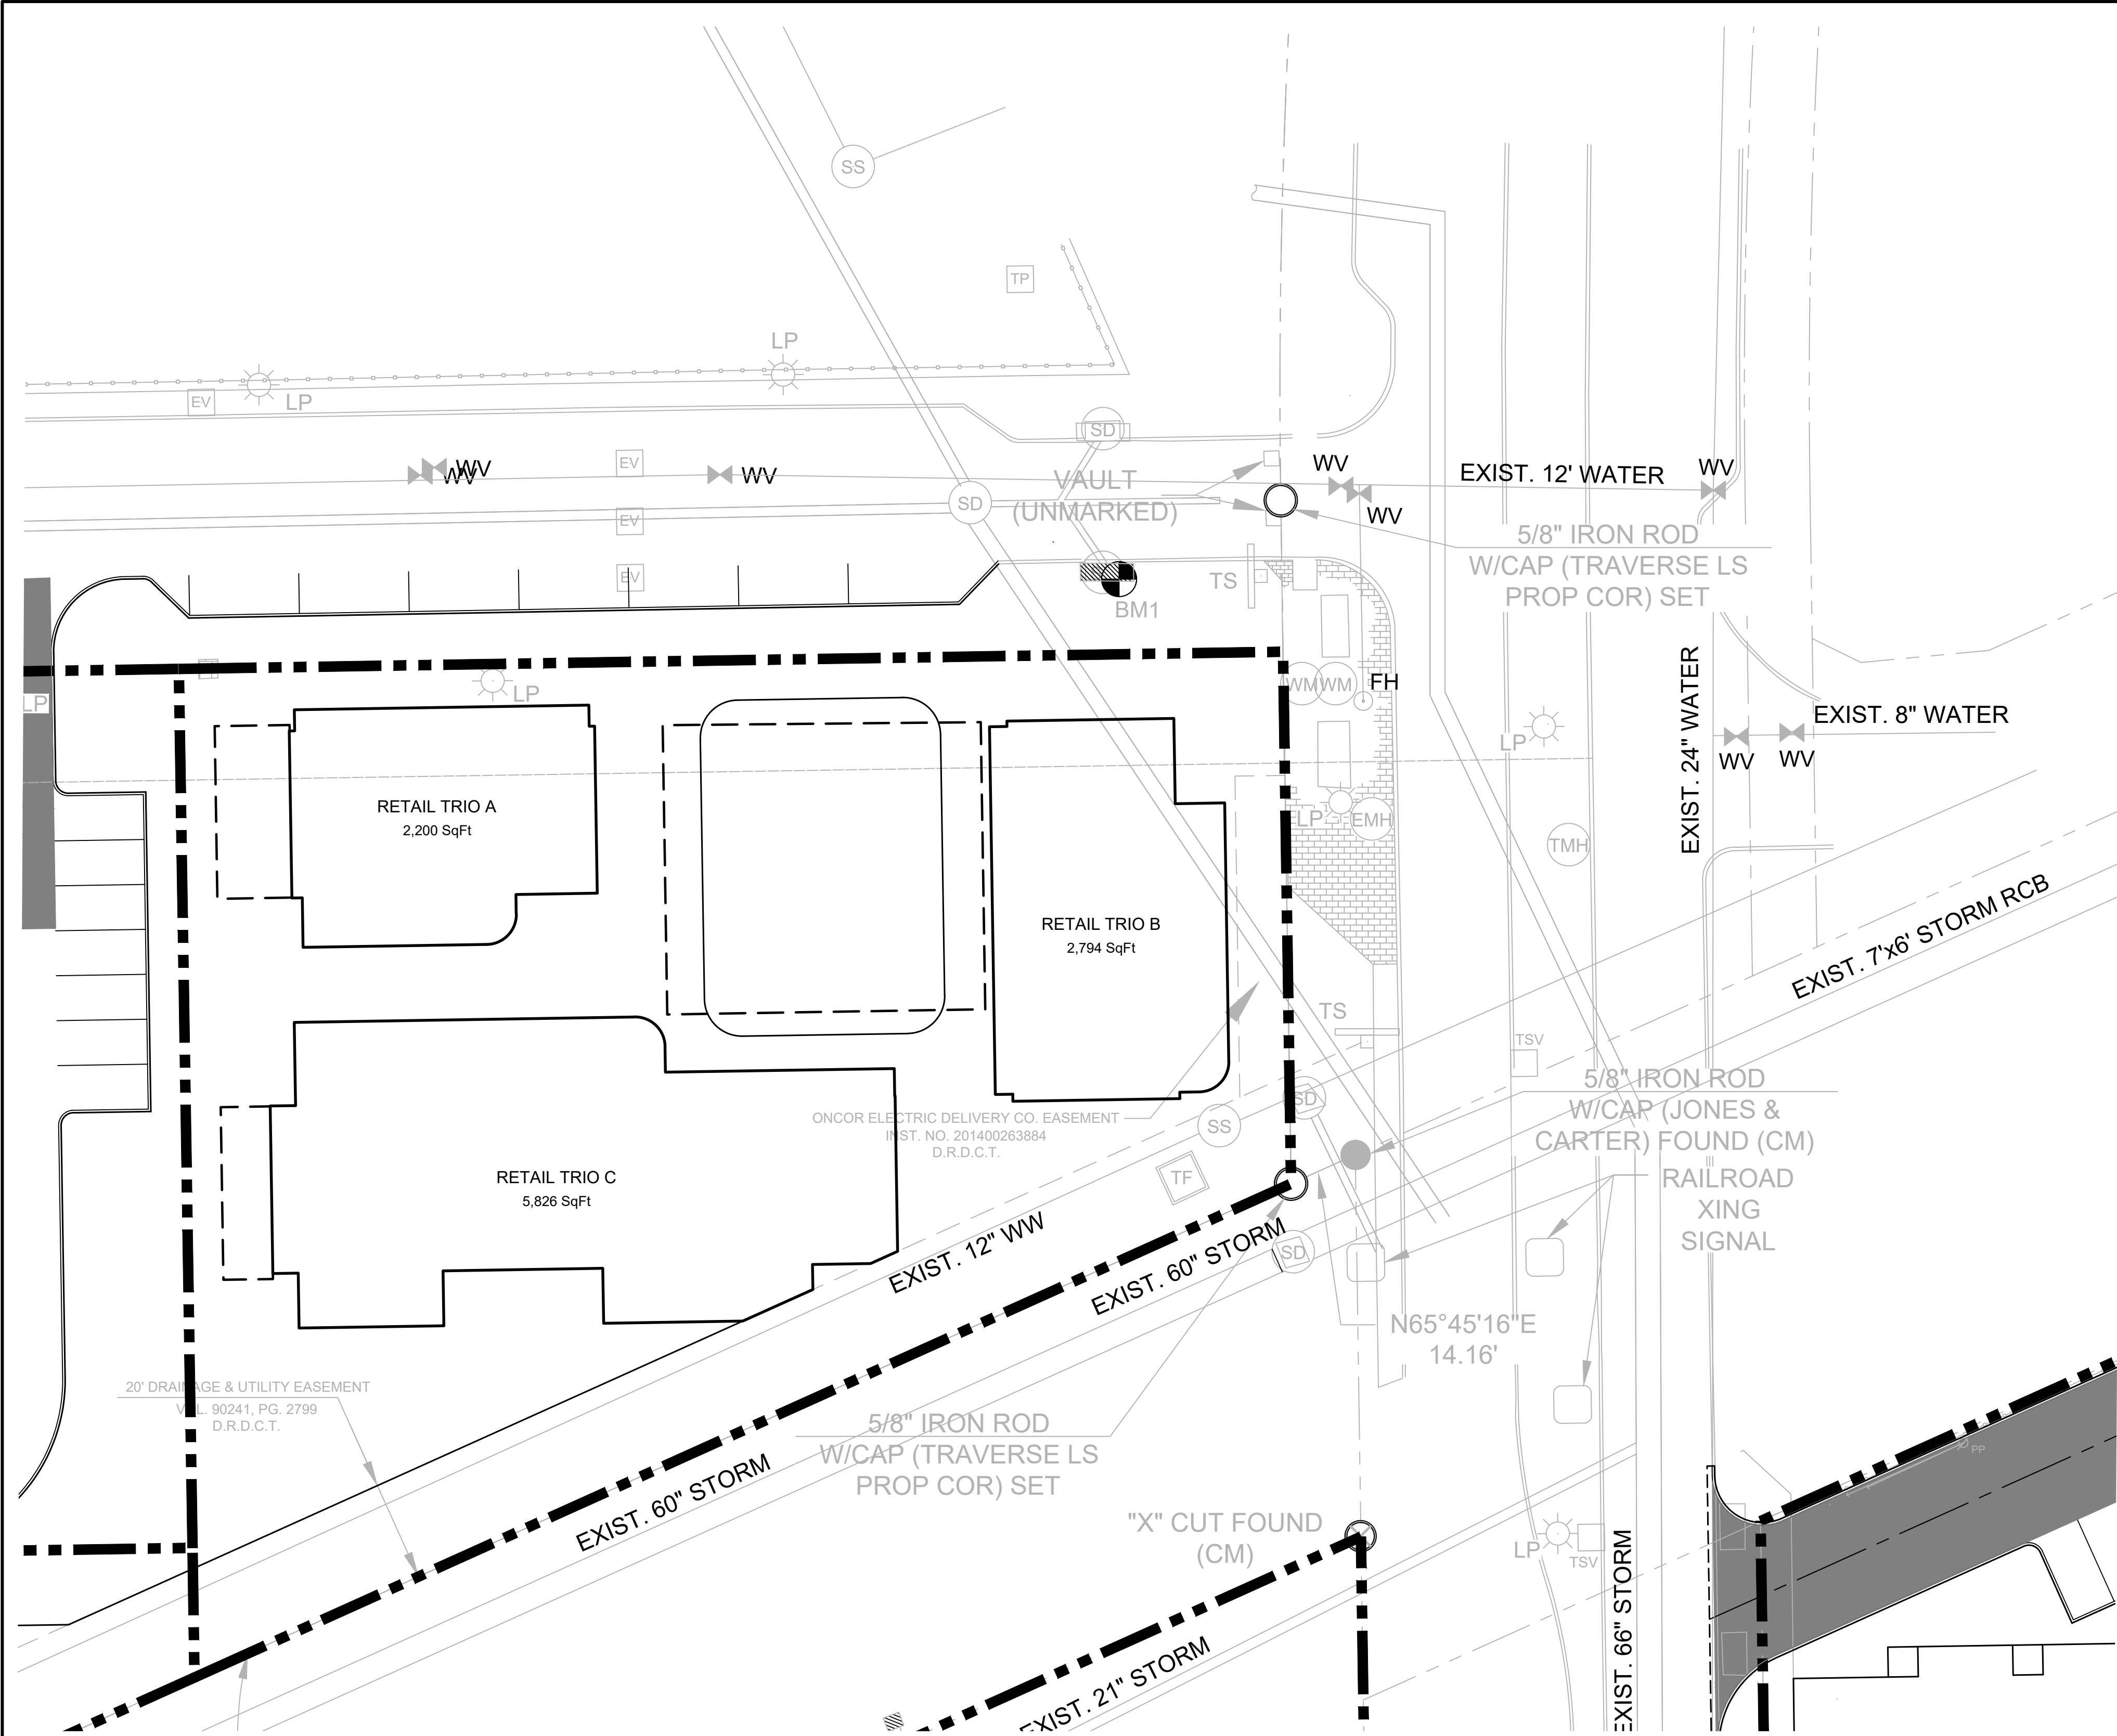 SS
TP
LP
LP
EV
SD
EV
WV
WV
WV
WV
EXIST. 12' WATER
WV
VAULT
(UNMARKED)
SD
WV
EV
5/8" IRON ROD
W/CAP (TRAVERSE LS
PROP COR) SET
EV
TS
BM1
LP
LP
WM
WM
FH
EXIST. 24" WATER
EXIST. 8" WATER
LP
WV
WV
RETAIL TRIO A
2,200 SqFt
LP
EMH
TMH
RETAIL TRIO B
2,794 SqFt
EXIST. 7'x6' STORM RCB
TS
TSV
5/8" IRON ROD
W/CAP (JONES &
CARTER) FOUND (CM)
ONCOR ELECTRIC DELIVERY CO. EASEMENT
INST. NO. 201400263884
D.R.D.C.T.
SD
SS
TF
RETAIL TRIO C
5,826 SqFt
RAILROAD
XING
SIGNAL
EXIST. 12" WW
EXIST. 60" STORM
SD
N65°45'16"E
14.16'
20' DRAINAGE & UTILITY EASEMENT
VOL. 90241, PG. 2799
D.R.D.C.T.
5/8" IRON ROD
W/CAP (TRAVERSE LS
PROP COR) SET
EXIST. 60" STORM
PP
"X" CUT FOUND
(CM)
LP
TSV
EXIST. 66" STORM
EXIST. 21" STORM